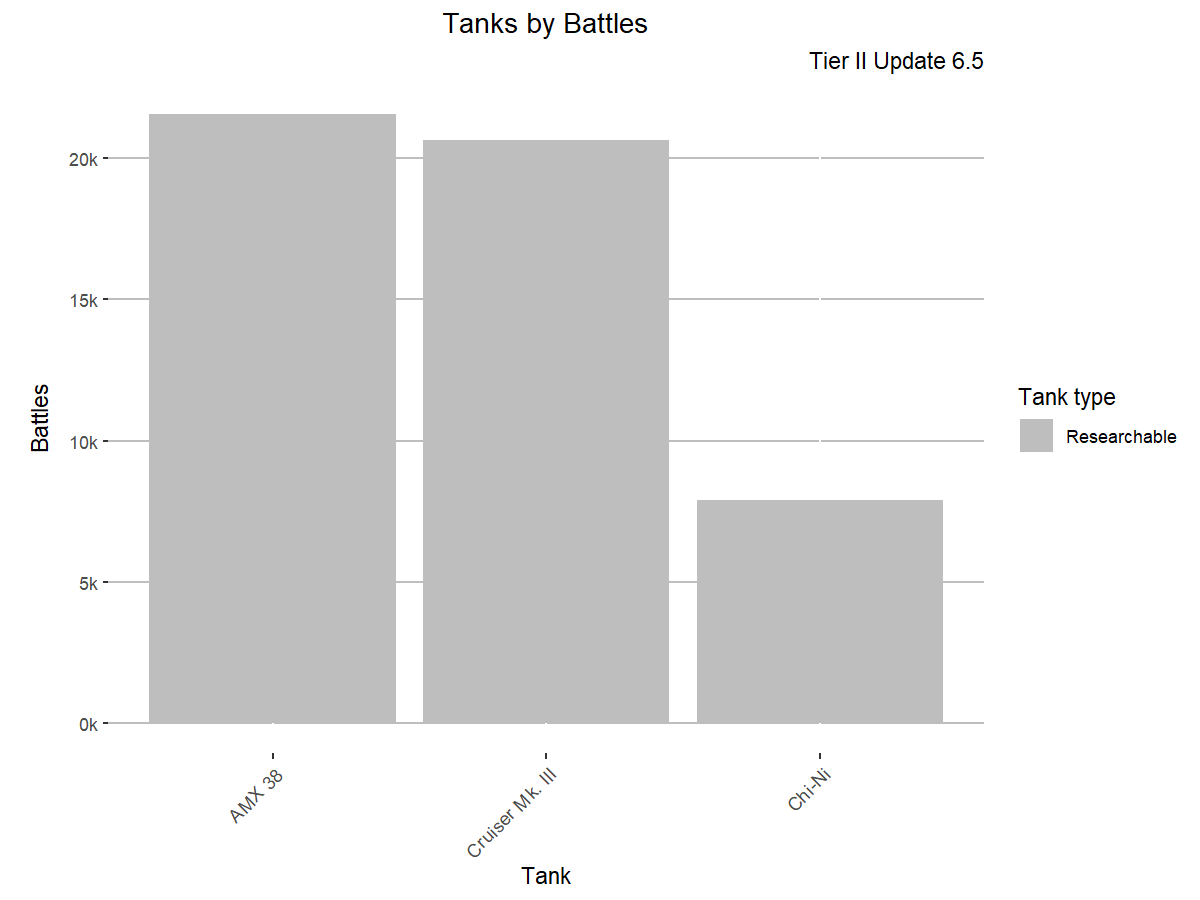 Tanks by Battles
Tier II Update 6.5
20k
15k
10k
5k
0k
Battles
AMX 38
Cruiser Mk. III
Chi-Ni
Tank
Tank type
Researchable